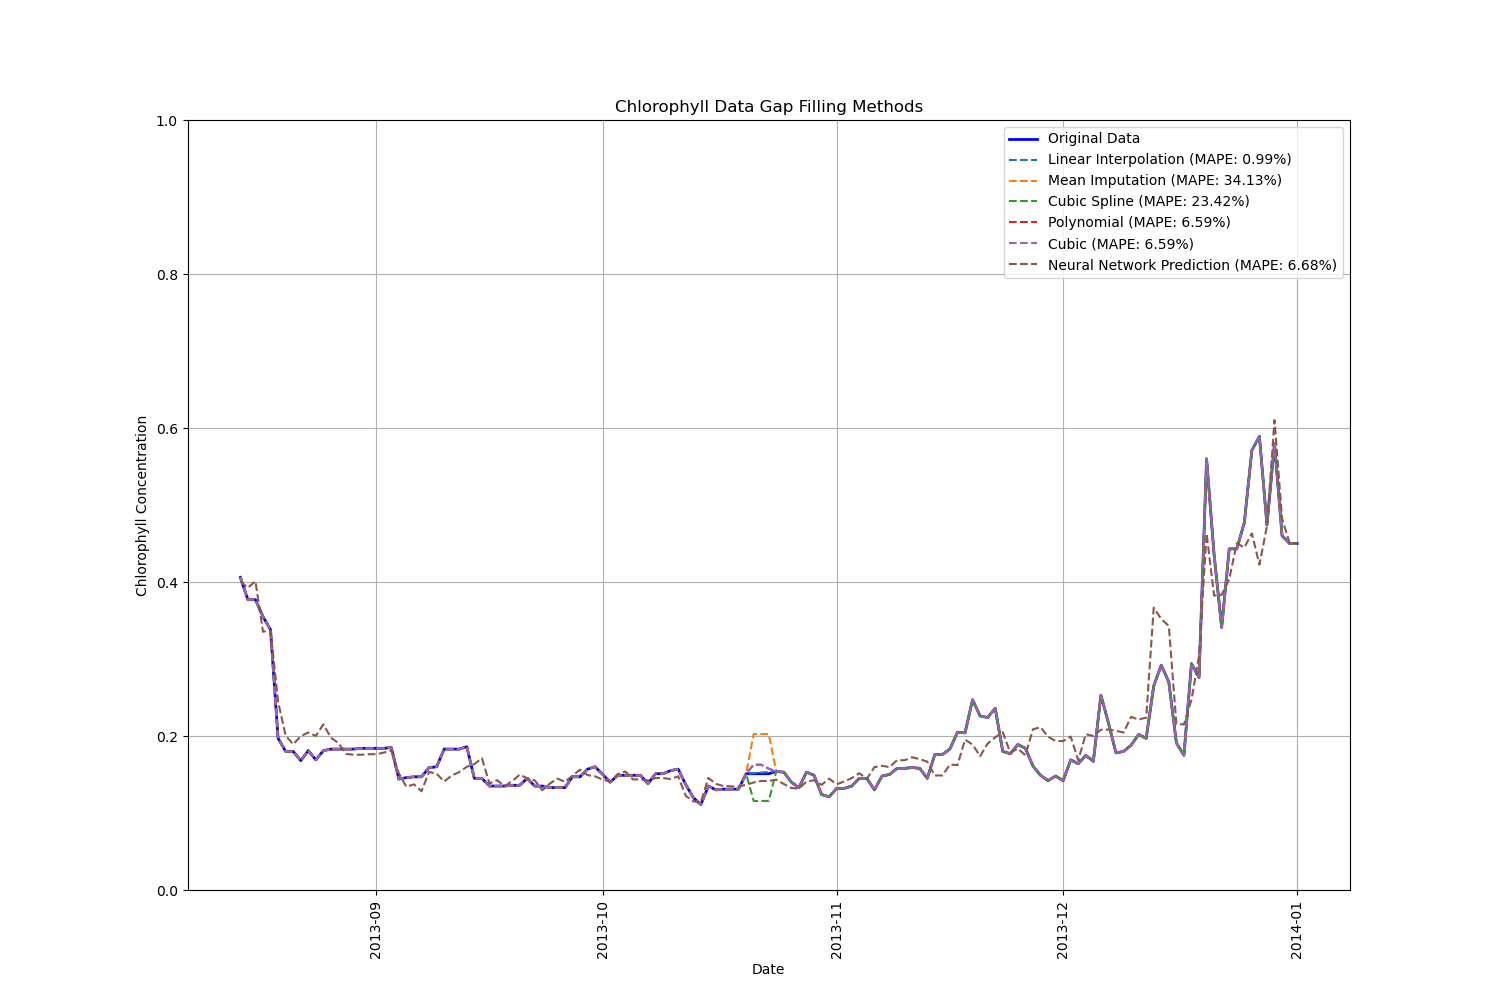 Chlorophyll Data Gap Filling Methods
1.0
0.8
0.6
0.4
0.2
0.0
Chlorophyll Concentration
Original Data
Linear Interpolation (MAPE: 0.99%)
Mean Imputation (MAPE: 34.13%)
Cubic Spline (MAPE: 23.42%)
Polynomial (MAPE: 6.59%)
Cubic (MAPE: 6.59%)
Neural Network Prediction (MAPE: 6.68%)
2013-09
2013-10
2013-11
2013-12
2014-01
Date